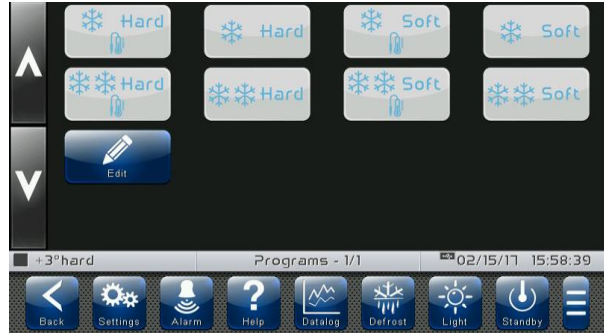 Hard Hard Soft Soft
Hard Hard Soft Soft
Edit
+3°hard Programs - 1/1 02/15/17 15:58:39
Back Settings Alarm ? Help Datalog Defrost Light Standby